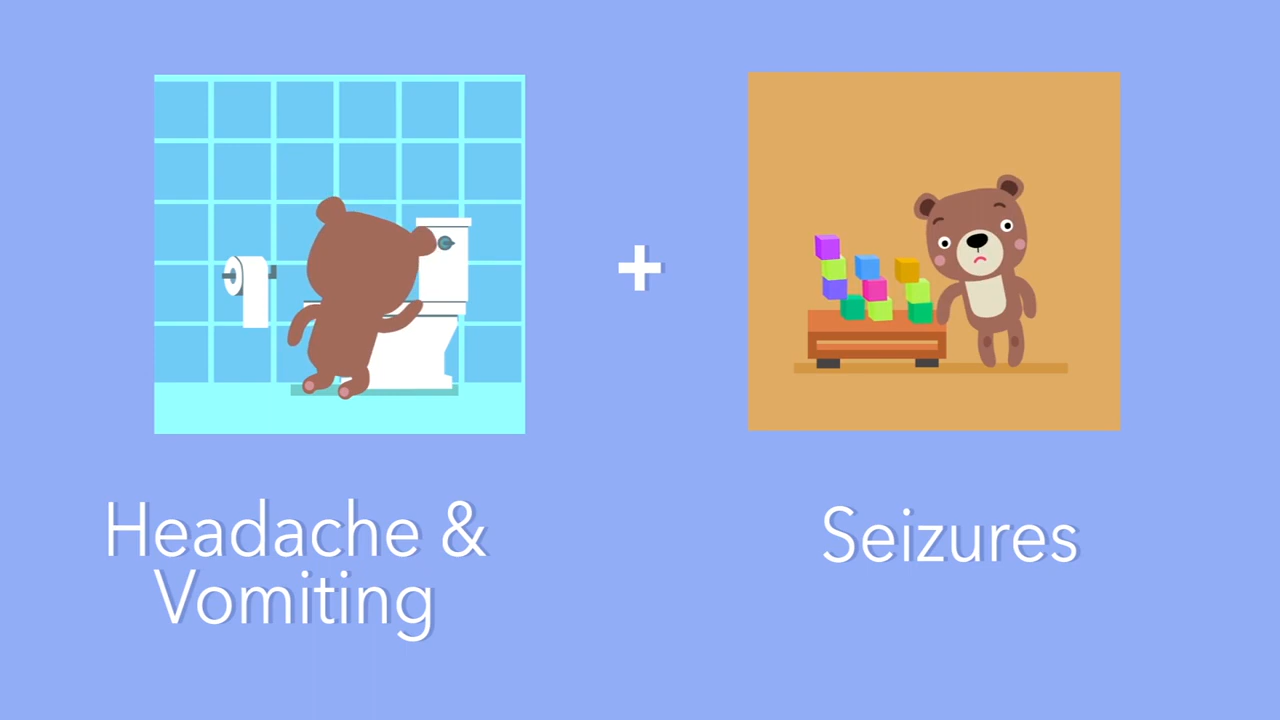 Headache &
Vomiting
+
Seizures